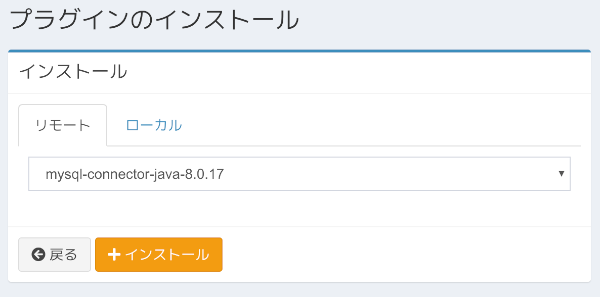 プラグインのインストール
インストール
リモート ローカル
mysql-connector-java-8.0.17
戻る インストール